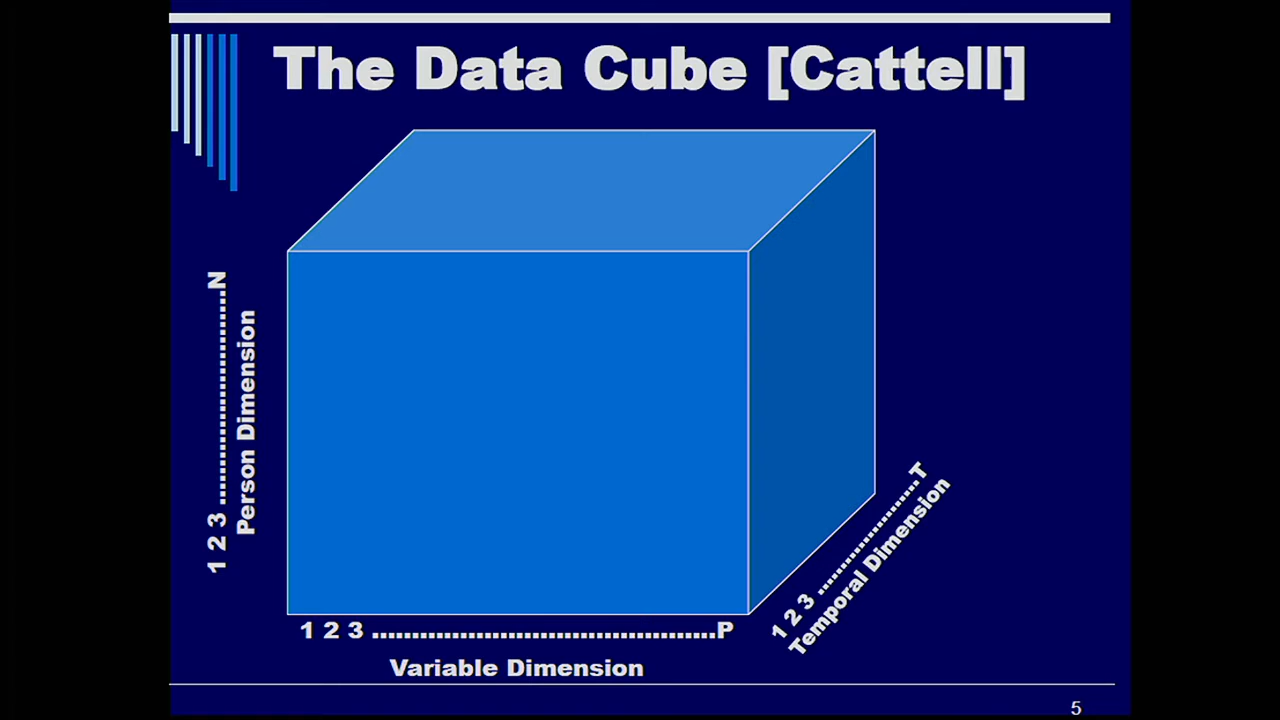 The Data Cube [Cattell]
1 2 3 ...................................N
Person Dimension
1 2 3 ...........................................P
Variable Dimension
1 2 3 ......................T
Temporal Dimension
5